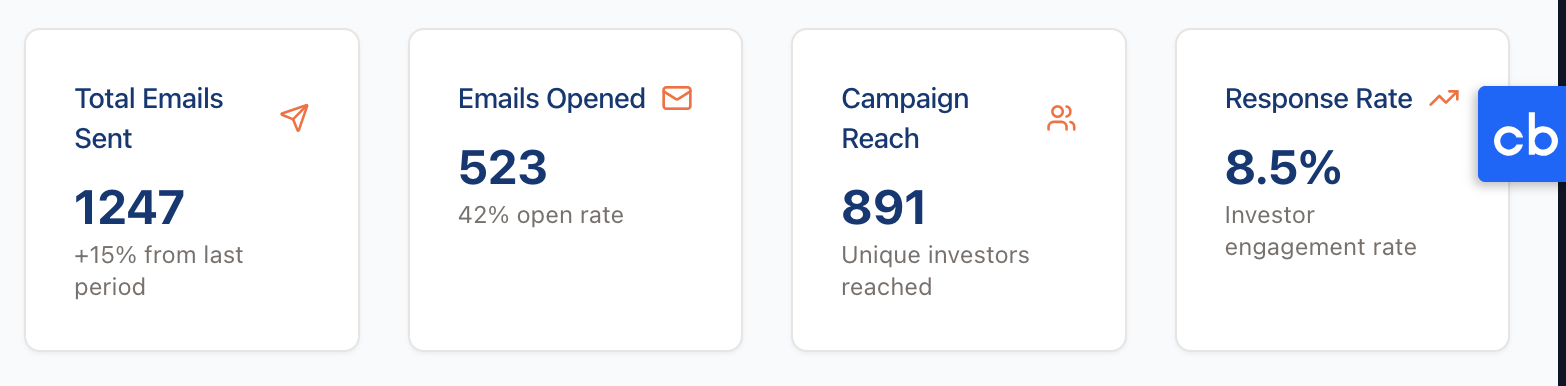 Total Emails
Sent
1247
+15% from last
period
Emails Opened
523
42% open rate
Campaign
Reach
891
Unique investors
reached
Response Rate
8.5%
Investor
engagement rate
cb